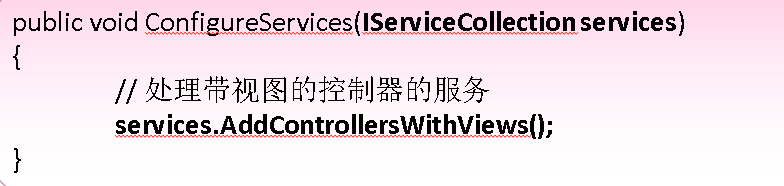 public void ConfigureServices(IServiceCollection services)
{
// 处理带视图的控制器的服务
services.AddControllersWithViews();
}